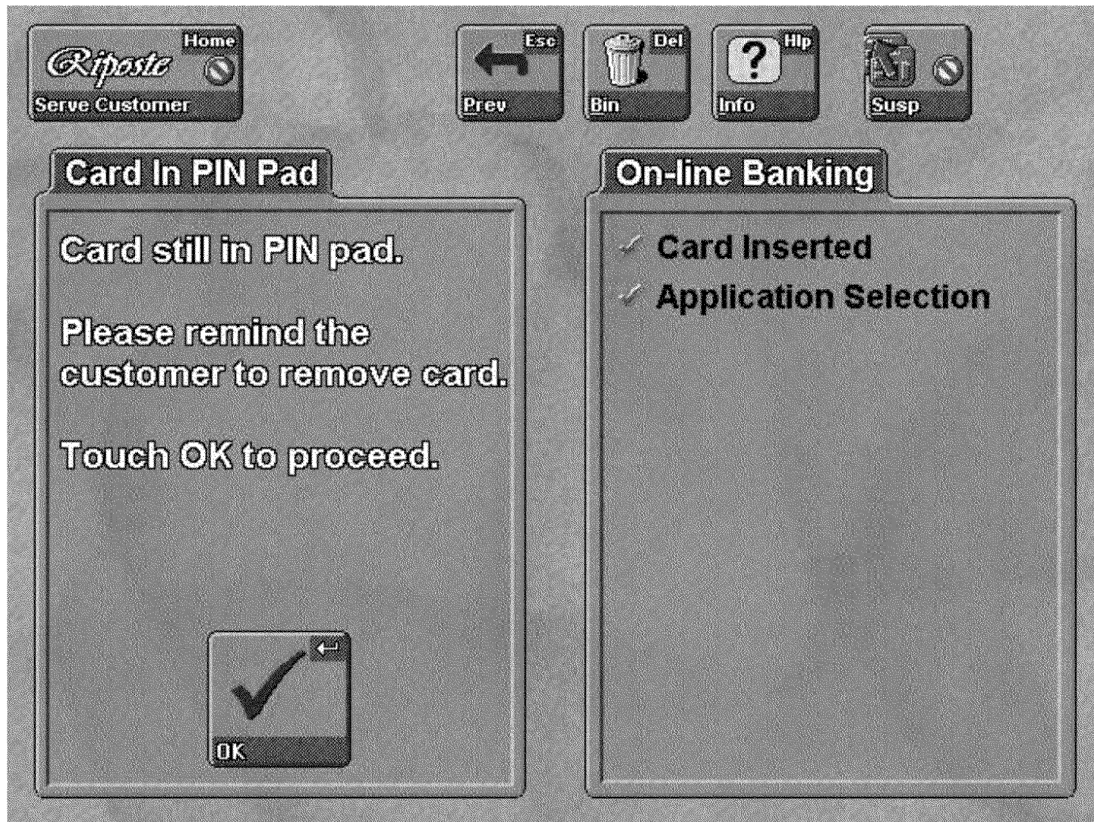 Home
Riposte
Serve Customer
Esc
Prev
Del
Bin
Hlp
Info
Susp
Card In PIN Pad
Card still in PIN pad.
Please remind the
customer to remove card.
Touch OK to proceed.
OK
On-line Banking
Card Inserted
Application Selection